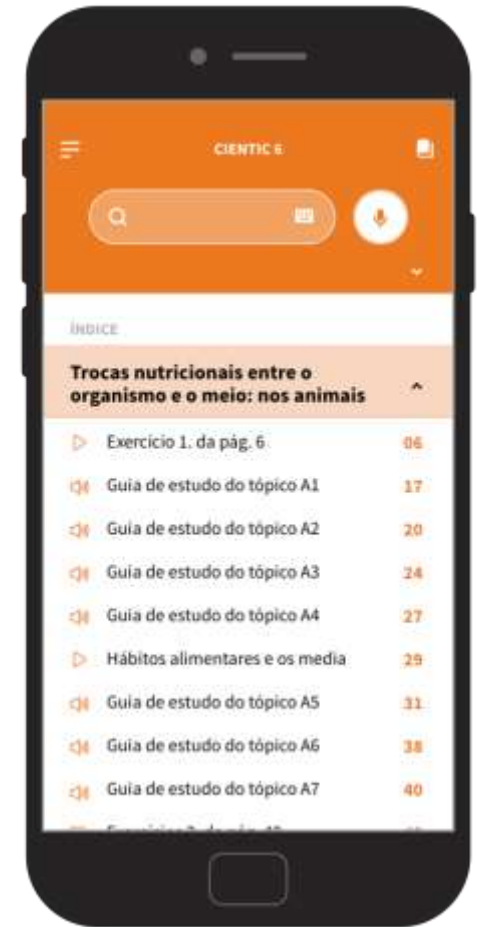 CIENTIC 6
ÍNDICE
Trocas nutricionais entre o
organismo e o meio: nos animais
Exercício 1. da pág. 6 06
Guia de estudo do tópico A1 17
Guia de estudo do tópico A2 20
Guia de estudo do tópico A3 24
Guia de estudo do tópico A4 27
Hábitos alimentares e os media 29
Guia de estudo do tópico A5 31
Guia de estudo do tópico A6 38
Guia de estudo do tópico A7 40